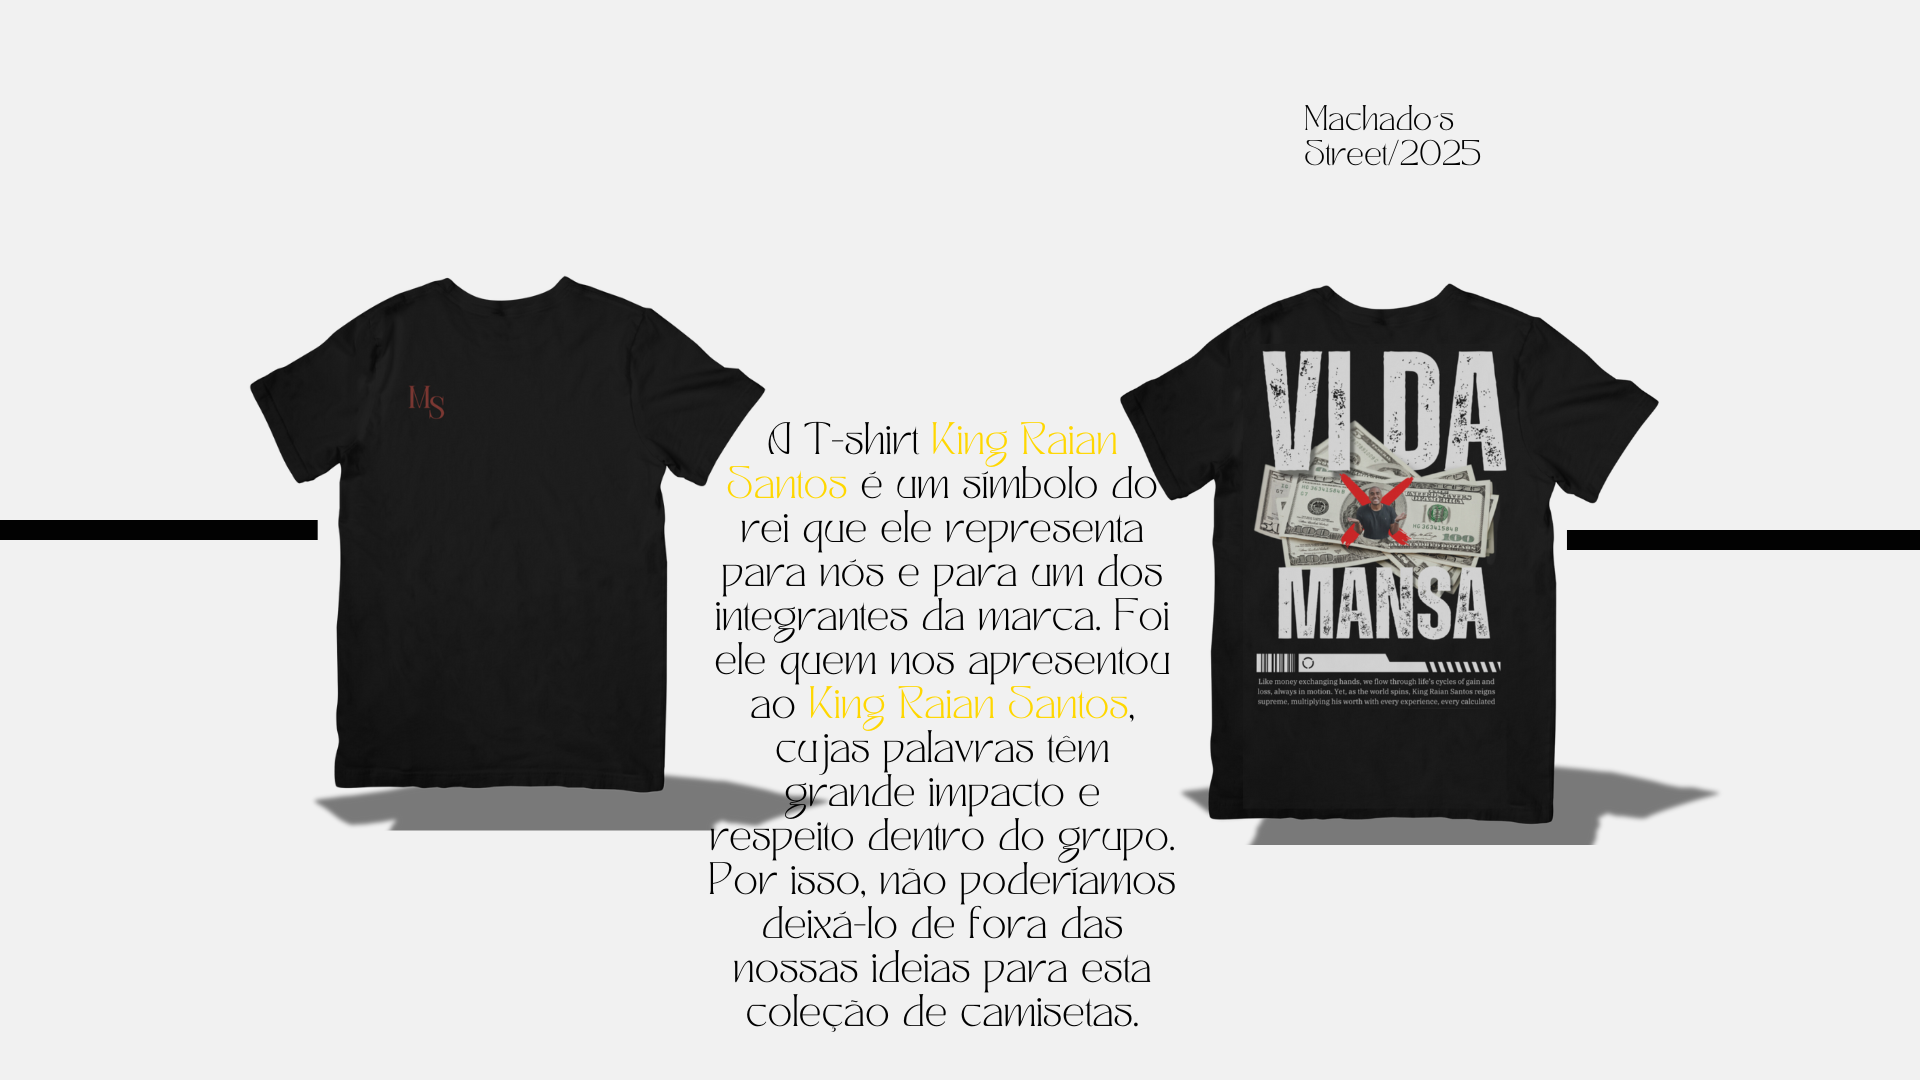 Machado's
Street/2025
MS
A T-shirt King Raian
Santos é um símbolo do
rei que ele representa
para nós e para um dos
integrantes da marca. Foi
ele quem nos apresentou
ao King Raian Santos,
cujas palavras têm
grande impacto e
respeito dentro do grupo.
Por isso, não poderíamos
deixá-lo de fora das
nossas ideias para esta
coleção de camisetas.
VIDA
100
MANSA
Like money exchanging hands, we flow through life's cycles of gain and
loss, always in motion. Yet, as the world spins, King Raian Santos reigns
supreme, multiplying his worth with every experience, every calculated